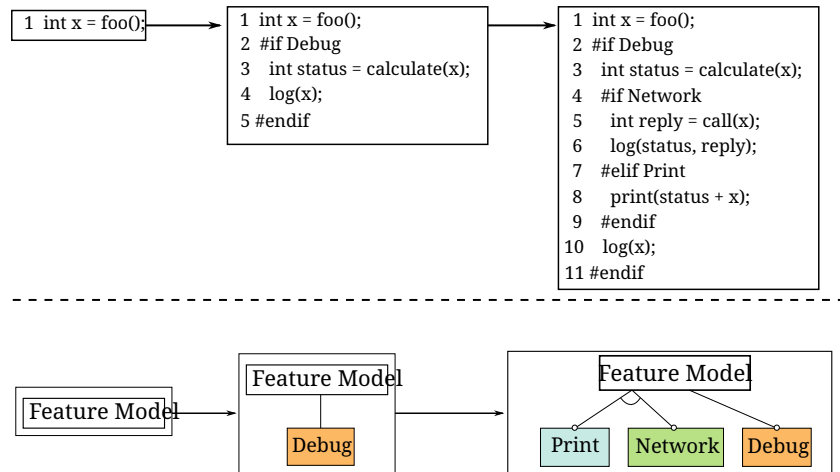 1 int x = foo();
1 int x = foo();
2 #if Debug
3 int status = calculate(x);
4 log(x);
5 #endif
1 int x = foo();
2 #if Debug
3 int status = calculate(x);
4 #if Network
5 int reply = call(x);
6 log(status, reply);
7 #elif Print
8 print(status + x);
9 #endif
10 log(x);
11 #endif
Feature Model
Feature Model
Debug
Feature Model
Print
Network
Debug